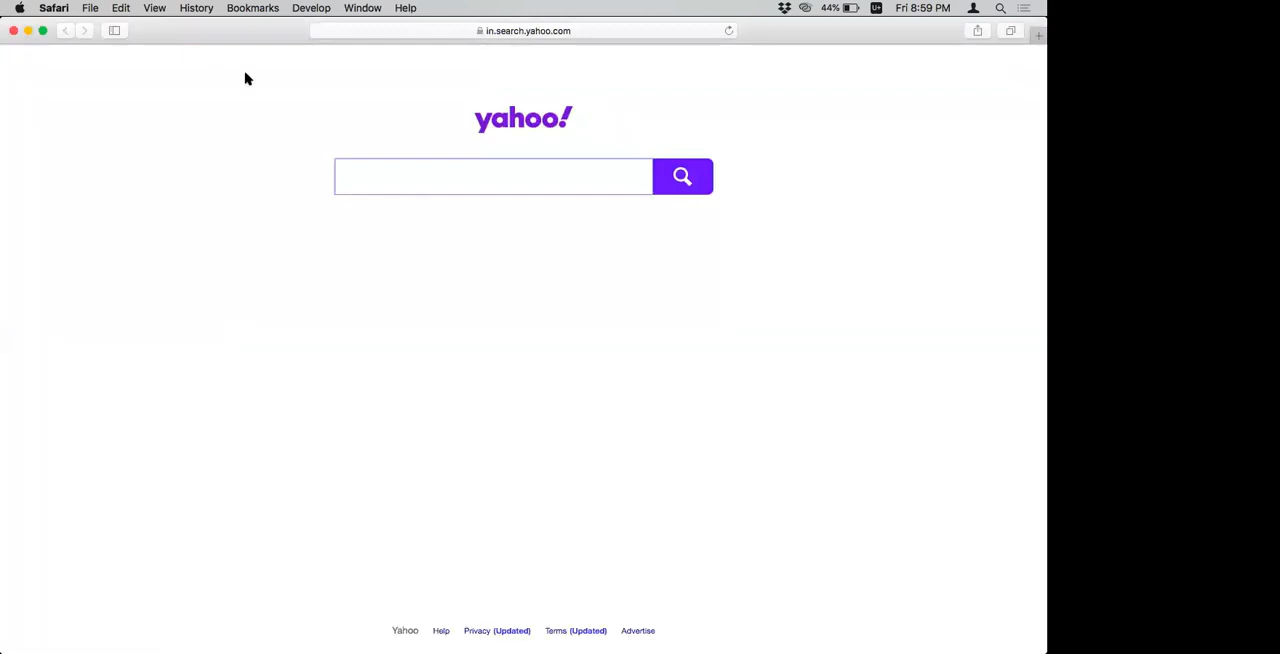 Safari File Edit View History Bookmarks Develop Window Help 44% U+ Fri 8:59 PM
in.search.yahoo.com
yahoo!
Yahoo Help Privacy (Updated) Terms (Updated) Advertise